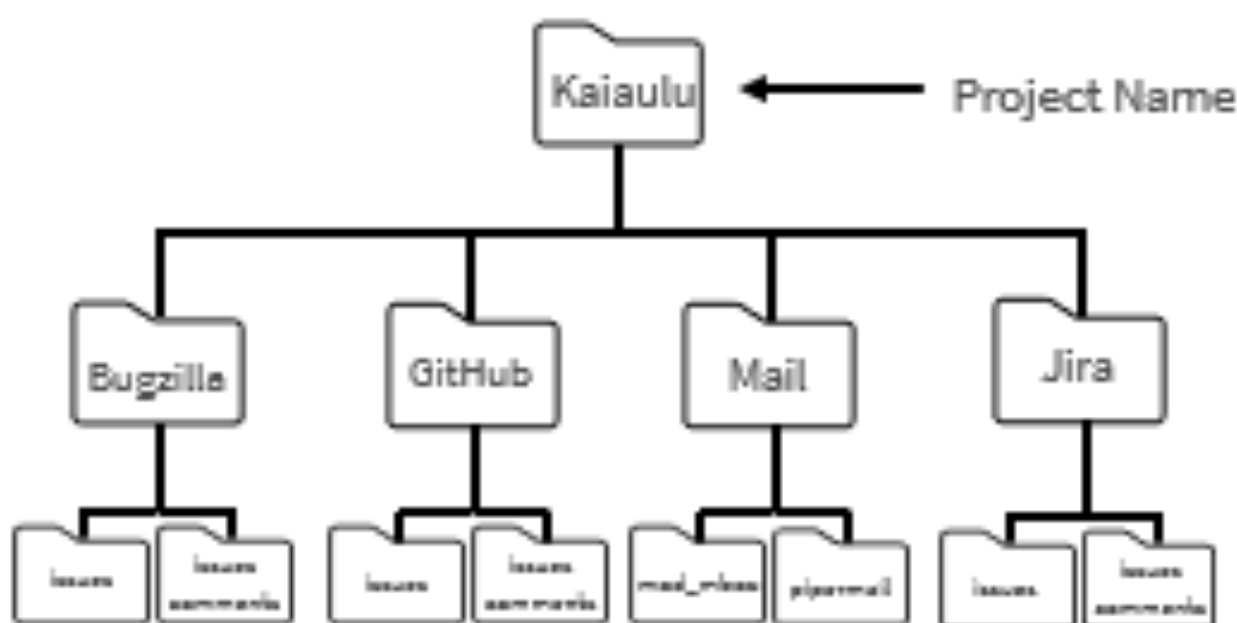 Kaiaulu
Project Name
Bugzilla
GitHub
Mail
Jira
issues
issues
comments
issues
issues
comments
mod_mbox
pipermail
issues
issues
comments